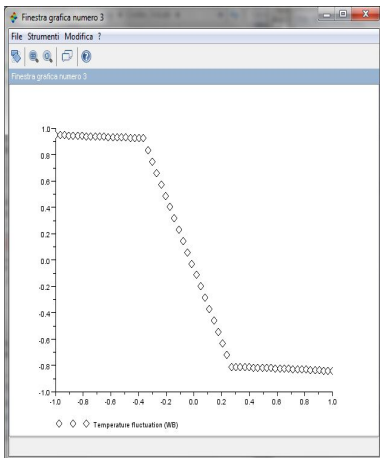 Finestra grafica numero 3
File Strumenti Modifica ?
Finestra grafica numero 3
1.0
0.8
0.6
0.4
0.2
0.0
-0.2
-0.4
-0.6
-0.8
-1.0
-1.0 -0.8 -0.6 -0.4 -0.2 0.0 0.2 0.4 0.6 0.8 1.0
Temperature fluctuation (WB)